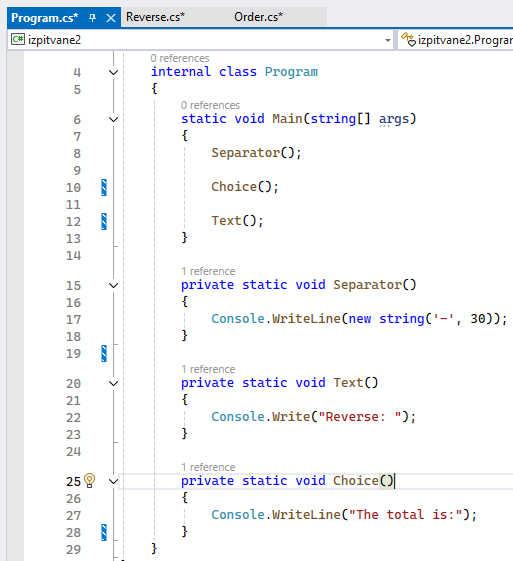 Program.cs* Reverse.cs* Order.cs*
C# izpitvane2 izpitvane2.Program
0 references
4 internal class Program
5 {
0 references
6 static void Main(string[] args)
7 {
8 Separator();
9
10 Choice();
11
12 Text();
13 }
14
1 reference
15 private static void Separator()
16 {
17 Console.WriteLine(new string('-', 30));
18 }
19
1 reference
20 private static void Text()
21 {
22 Console.Write("Reverse: ");
23 }
24
1 reference
25 private static void Choice()
26 {
27 Console.WriteLine("The total is:");
28 }
29 }